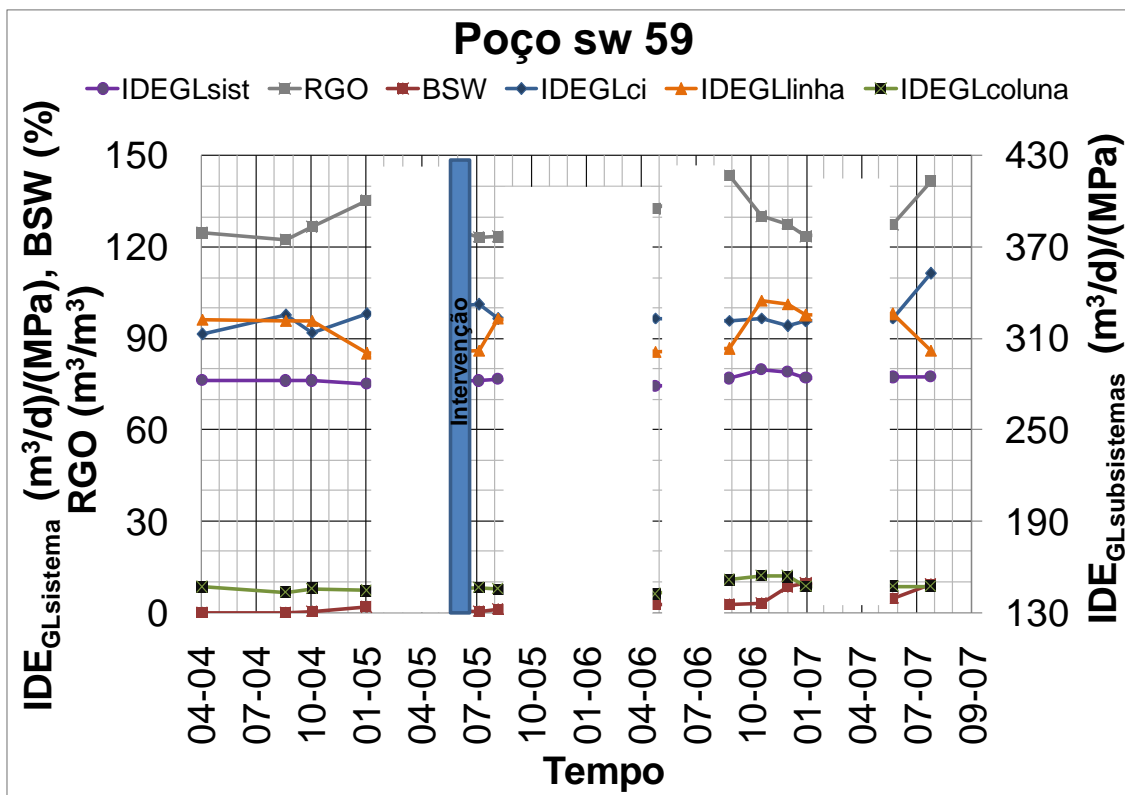 Poço sw 59
IDEGLsist RGO BSW IDEGLci IDEGLlinha IDEGLcoluna
IDE_GLsistema (m³/d)/(MPa), BSW (%)
RGO (m³/m³)
150
120
90
60
30
0
Intervenção
430
370
310
250
190
130
IDE_GLsubsistemas (m³/d)/(MPa)
04-04 07-04 10-04 01-05 04-05 07-05 10-05 01-06 04-06 07-06 10-06 01-07 04-07 07-07 09-07
Tempo